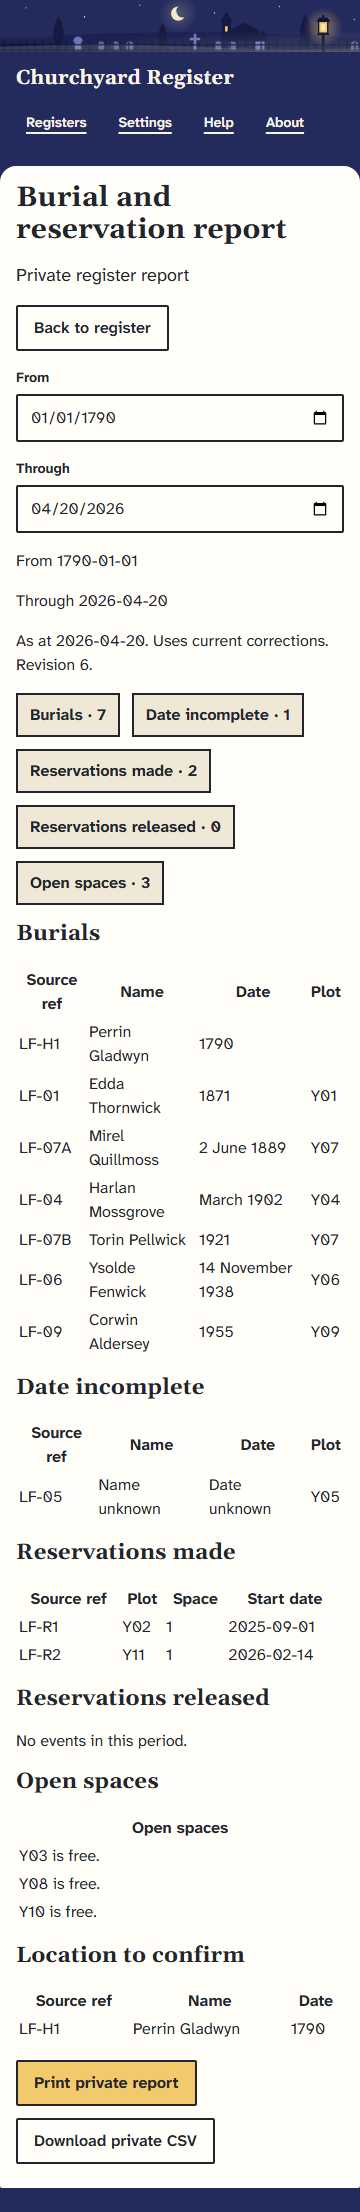 Churchyard Register
Registers Settings Help About
Burial and
reservation report
Private register report
Back to register
From
01/01/1790
Through
04/20/2026
From 1790-01-01
Through 2026-04-20
As at 2026-04-20. Uses current corrections.
Revision 6.
Burials · 7 Date incomplete · 1
Reservations made · 2
Reservations released · 0
Open spaces · 3
Burials
Source
ref Name Date Plot
LF-H1 Perrin
Gladwyn 1790
LF-01 Edda
Thornwick 1871 Y01
LF-07A Mirel
Quillmoss 2 June 1889 Y07
LF-04 Harlan
Mossgrove March 1902 Y04
LF-07B Torin Pellwick 1921 Y07
LF-06 Ysolde
Fenwick 14 November
1938 Y06
LF-09 Corwin
Aldersey 1955 Y09
Date incomplete
Source
ref Name Date Plot
LF-05 Name
unknown Date
unknown Y05
Reservations made
Source ref Plot Space Start date
LF-R1 Y02 1 2025-09-01
LF-R2 Y11 1 2026-02-14
Reservations released
No events in this period.
Open spaces
Open spaces
Y03 is free.
Y08 is free.
Y10 is free.
Location to confirm
Source ref Name Date
LF-H1 Perrin Gladwyn 1790
Print private report
Download private CSV